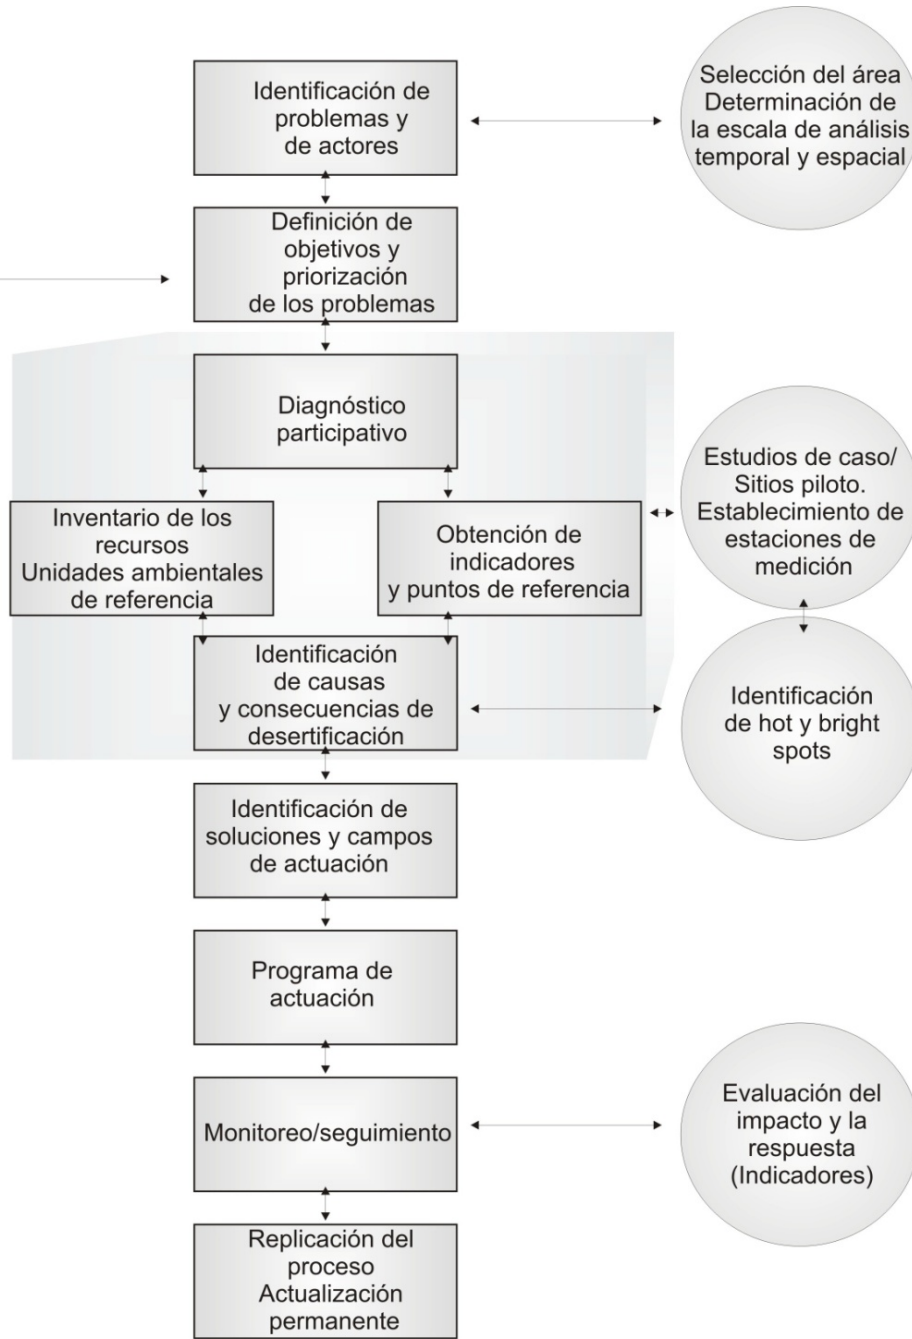 Identificación de
problemas y
de actores
Selección del área
Determinación de
la escala de análisis
temporal y espacial
Definición de
objetivos y
priorización
de los problemas
Diagnóstico
participativo
Inventario de los
recursos
Unidades ambientales
de referencia
Obtención de
indicadores
y puntos de referencia
Estudios de caso/
Sitios piloto.
Establecimiento de
estaciones de
medición
Identificación
de causas
y consecuencias de
desertificación
Identificación
de hot y bright
spots
Identificación de
soluciones y campos
de actuación
Programa de
actuación
Monitoreo/seguimiento
Evaluación del
impacto y la
respuesta
(Indicadores)
Replicación del
proceso
Actualización
permanente